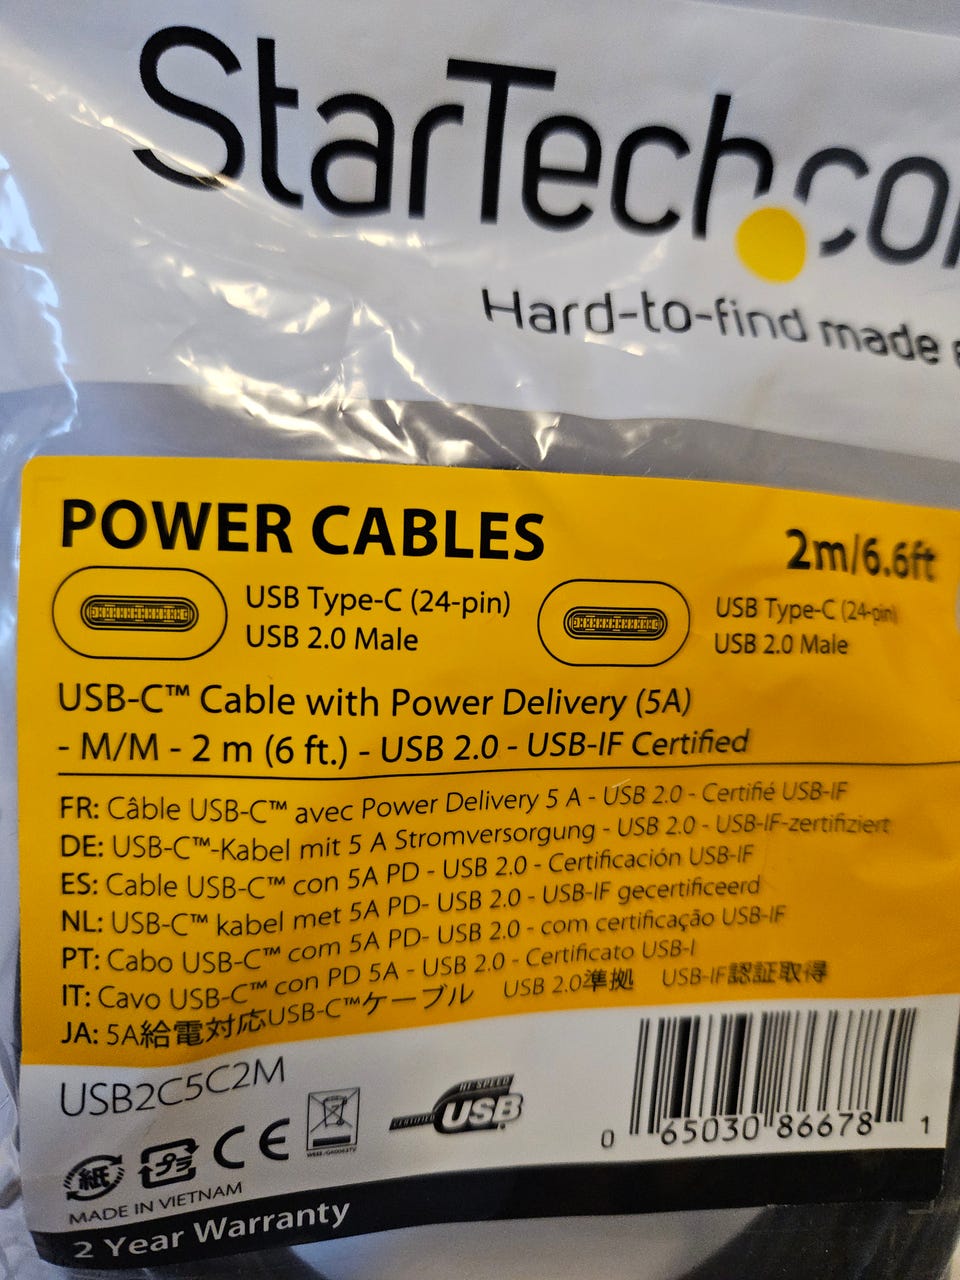 StarTech.co
Hard-to-find made
POWER CABLES
2m/6.6ft
USB Type-C (24-pin)
USB 2.0 Male
USB Type-C (24-pin)
USB 2.0 Male
USB-C™ Cable with Power Delivery (5A)
- M/M - 2 m (6 ft.) - USB 2.0 - USB-IF Certified
FR: Câble USB-C™ avec Power Delivery 5 A - USB 2.0 - Certifié USB-IF
DE: USB-C™-Kabel mit 5 A Stromversorgung - USB 2.0 - USB-IF-zertifiziert
ES: Cable USB-C™ con 5A PD - USB 2.0 - Certificación USB-IF
NL: USB-C™ kabel met 5A PD- USB 2.0 - USB-IF gecertificeerd
PT: Cabo USB-C™ com 5A PD- USB 2.0 - com certificação USB-IF
IT: Cavo USB-C™ con PD 5A - USB 2.0 - Certificato USB-I
JA: 5A給電対応USB-C™ケーブル USB 2.0準拠 USB-IF認証取得
USB2C5C2M
紙 プラ CE
CERTIFIED HI-SPEED USB
0 65030 86678 1
MADE IN VIETNAM
2 Year Warranty